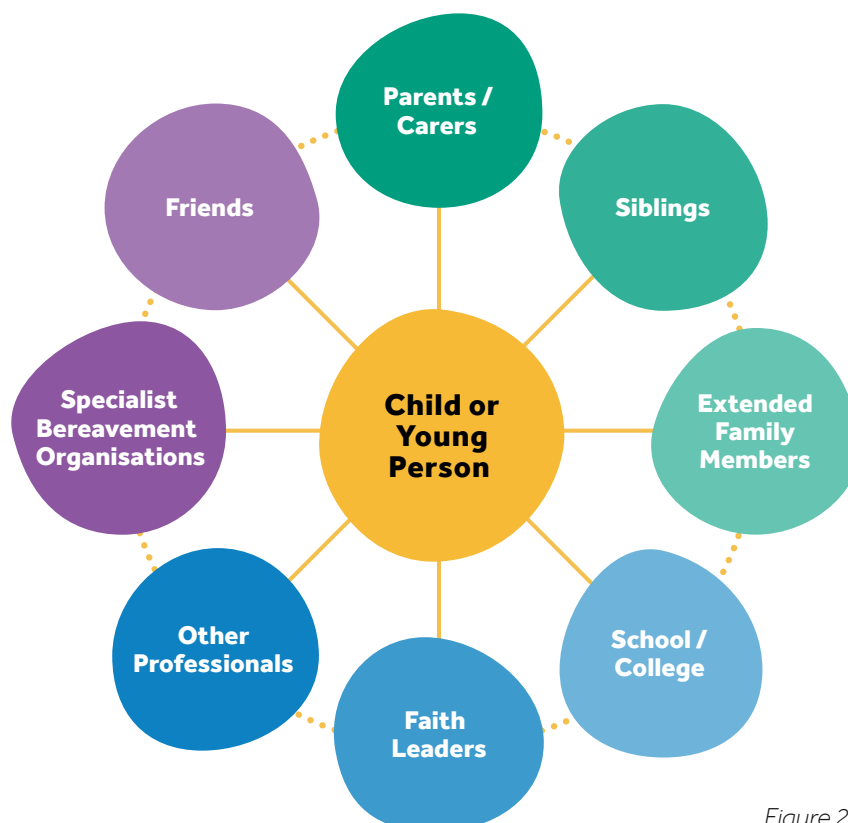 Parents /
Carers
Siblings
Extended
Family
Members
School /
College
Faith
Leaders
Other
Professionals
Specialist
Bereavement
Organisations
Friends
Child or
Young
Person
Figure 2